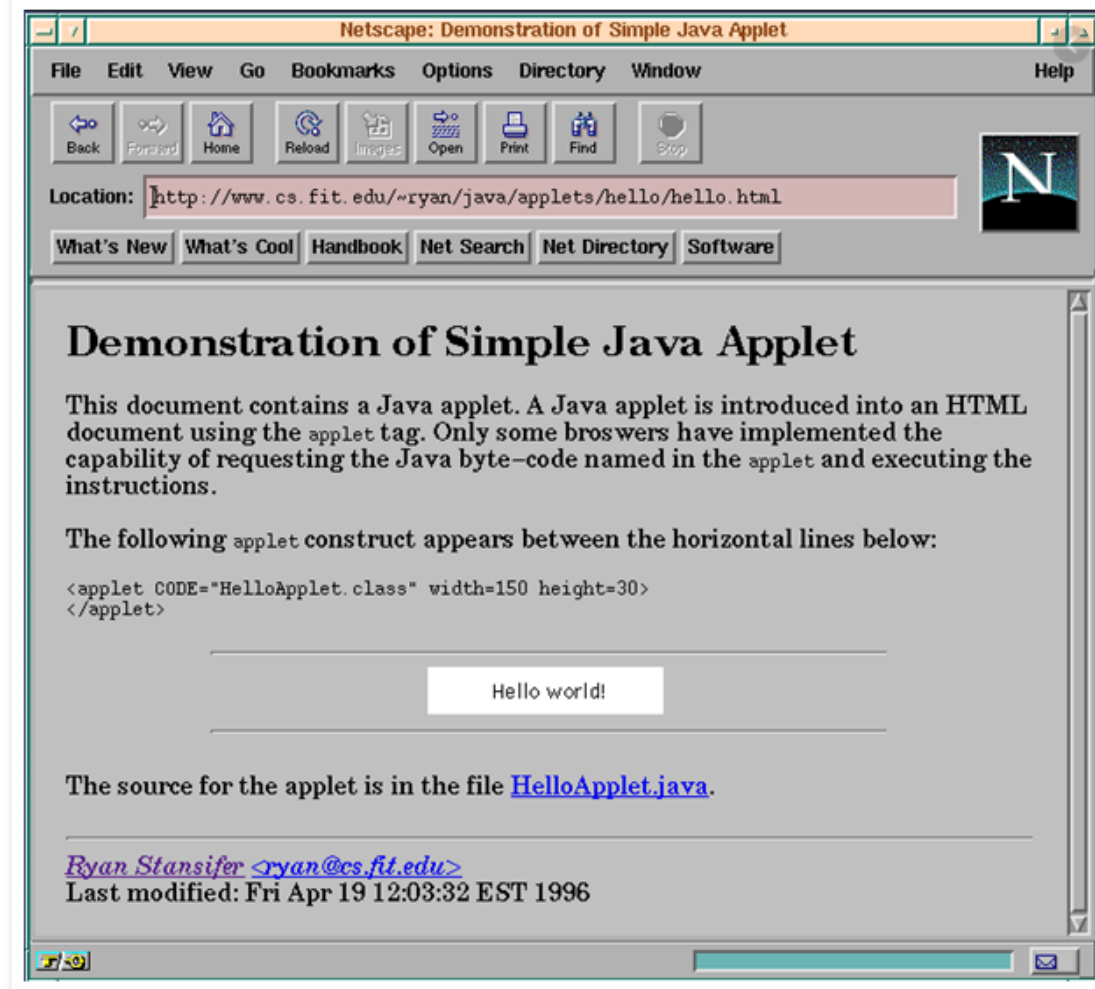 Netscape: Demonstration of Simple Java Applet
File Edit View Go Bookmarks Options Directory Window Help
Back Forward Home Reload Images Open Print Find Stop
N
Location: http://www.cs.fit.edu/~ryan/java/applets/hello/hello.html
What's New What's Cool Handbook Net Search Net Directory Software
Demonstration of Simple Java Applet
This document contains a Java applet. A Java applet is introduced into an HTML
document using the applet tag. Only some broswers have implemented the
capability of requesting the Java byte-code named in the applet and executing the
instructions.
The following applet construct appears between the horizontal lines below:
<applet CODE="HelloApplet.class" width=150 height=30>
</applet>
Hello world!
The source for the applet is in the file HelloApplet.java.
Ryan Stansifer <ryan@cs.fit.edu>
Last modified: Fri Apr 19 12:03:32 EST 1996